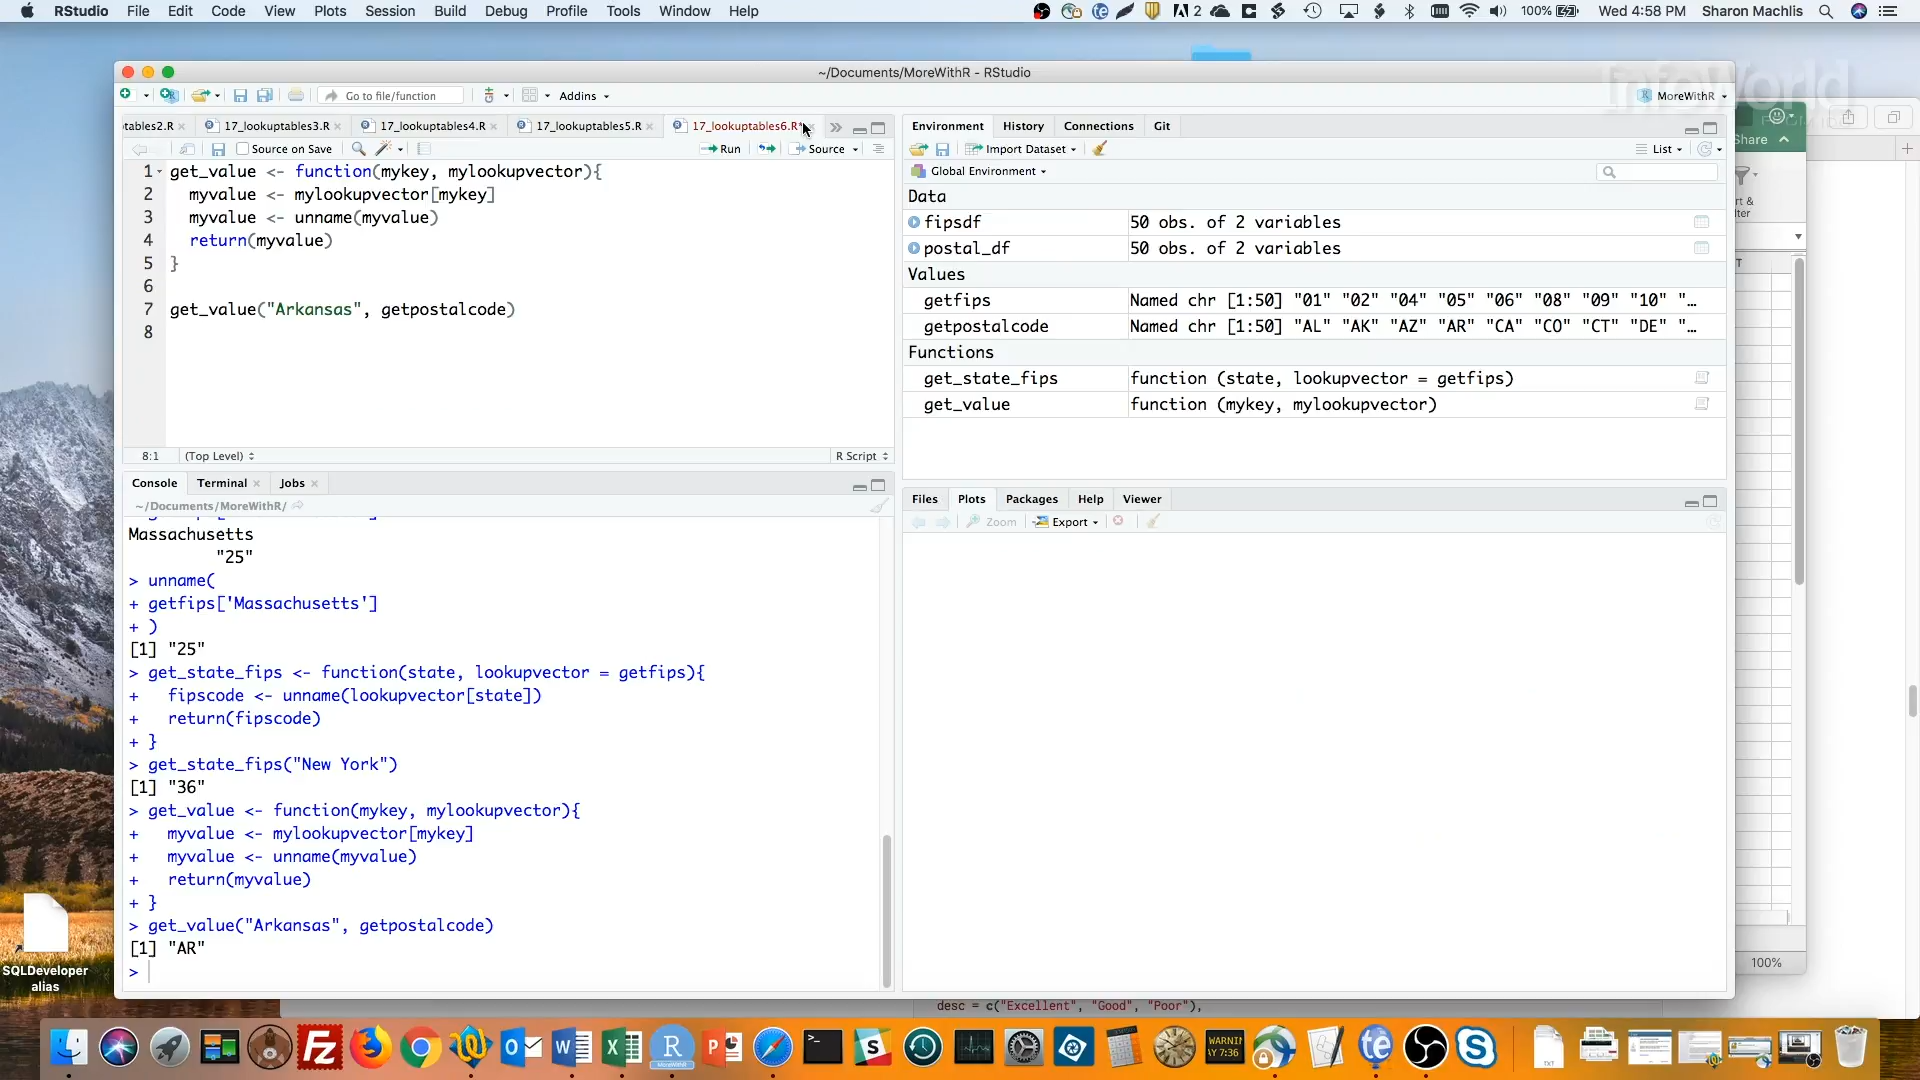 RStudio File Edit Code View Plots Session Build Debug Profile Tools Window Help 2 100% Wed 4:58 PM Sharon Machlis
~/Documents/MoreWithR - RStudio
InfoWorld
Go to file/function Addins MoreWithR
tables2.R 17_lookuptables3.R 17_lookuptables4.R 17_lookuptables5.R 17_lookuptables6.R*
Source on Save Run Source
1 get_value <- function(mykey, mylookupvector){
2 myvalue <- mylookupvector[mykey]
3 myvalue <- unname(myvalue)
4 return(myvalue)
5 }
6
7 get_value("Arkansas", getpostalcode)
8
8:1 (Top Level) R Script
Console Terminal Jobs
~/Documents/MoreWithR/
Massachusetts
"25"
> unname(
+ getfips['Massachusetts']
+ )
[1] "25"
> get_state_fips <- function(state, lookupvector = getfips){
+ fipscode <- unname(lookupvector[state])
+ return(fipscode)
+ }
> get_state_fips("New York")
[1] "36"
> get_value <- function(mykey, mylookupvector){
+ myvalue <- mylookupvector[mykey]
+ myvalue <- unname(myvalue)
+ return(myvalue)
+ }
> get_value("Arkansas", getpostalcode)
[1] "AR"
>
Environment History Connections Git
Import Dataset List
Global Environment
Data
fipsdf 50 obs. of 2 variables
postal_df 50 obs. of 2 variables
Values
getfips Named chr [1:50] "01" "02" "04" "05" "06" "08" "09" "10" "…
getpostalcode Named chr [1:50] "AL" "AK" "AZ" "AR" "CA" "CO" "CT" "DE" "…
Functions
get_state_fips function (state, lookupvector = getfips)
get_value function (mykey, mylookupvector)
Files Plots Packages Help Viewer
Zoom Export
Share
rt &
lter
T
100%
desc = c("Excellent", "Good", "Poor"),
SQLDeveloper
alias
WARNIN
AY 7:36
TXT